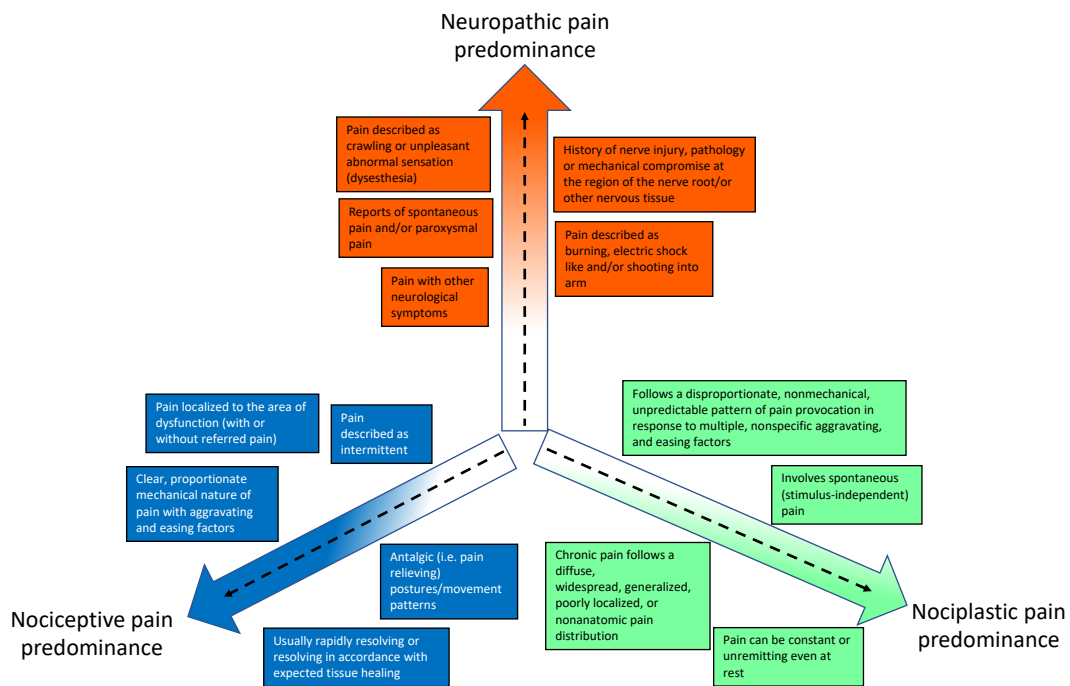 Neuropathic pain
predominance
Pain described as
crawling or unpleasant
abnormal sensation
(dysesthesia)
History of nerve injury, pathology
or mechanical compromise at
the region of the nerve root/or
other nervous tissue
Reports of spontaneous
pain and/or paroxysmal
pain
Pain described as
burning, electric shock
like and/or shooting into
arm
Pain with other
neurological
symptoms
Pain localized to the area of
dysfunction (with or
without referred pain)
Pain
described as
intermittent
Clear, proportionate
mechanical nature of
pain with aggravating
and easing factors
Antalgic (i.e. pain
relieving)
postures/movement
patterns
Usually rapidly resolving or
resolving in accordance with
expected tissue healing
Nociceptive pain
predominance
Follows a disproportionate, nonmechanical,
unpredictable pattern of pain provocation in
response to multiple, nonspecific aggravating,
and easing factors
Involves spontaneous
(stimulus-independent)
pain
Chronic pain follows a
diffuse,
widespread, generalized,
poorly localized, or
nonanatomic pain
distribution
Pain can be constant or
unremitting even at
rest
Nociplastic pain
predominance